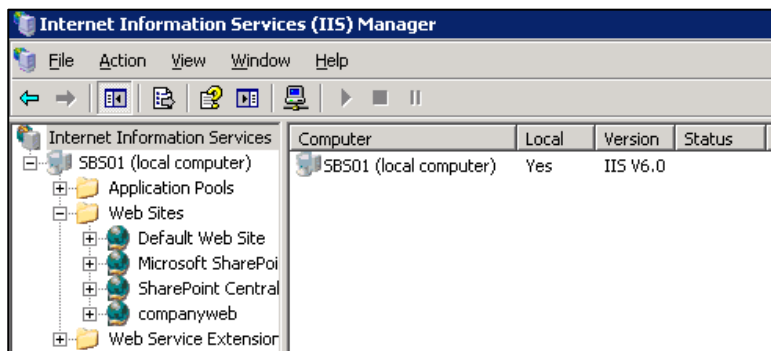 Internet Information Services (IIS) Manager
File Action View Window Help
Internet Information Services
Computer Local Version Status
SBS01 (local computer)
SBS01 (local computer) Yes IIS V6.0
Application Pools
Web Sites
Default Web Site
Microsoft SharePoi
SharePoint Central
companyweb
Web Service Extension